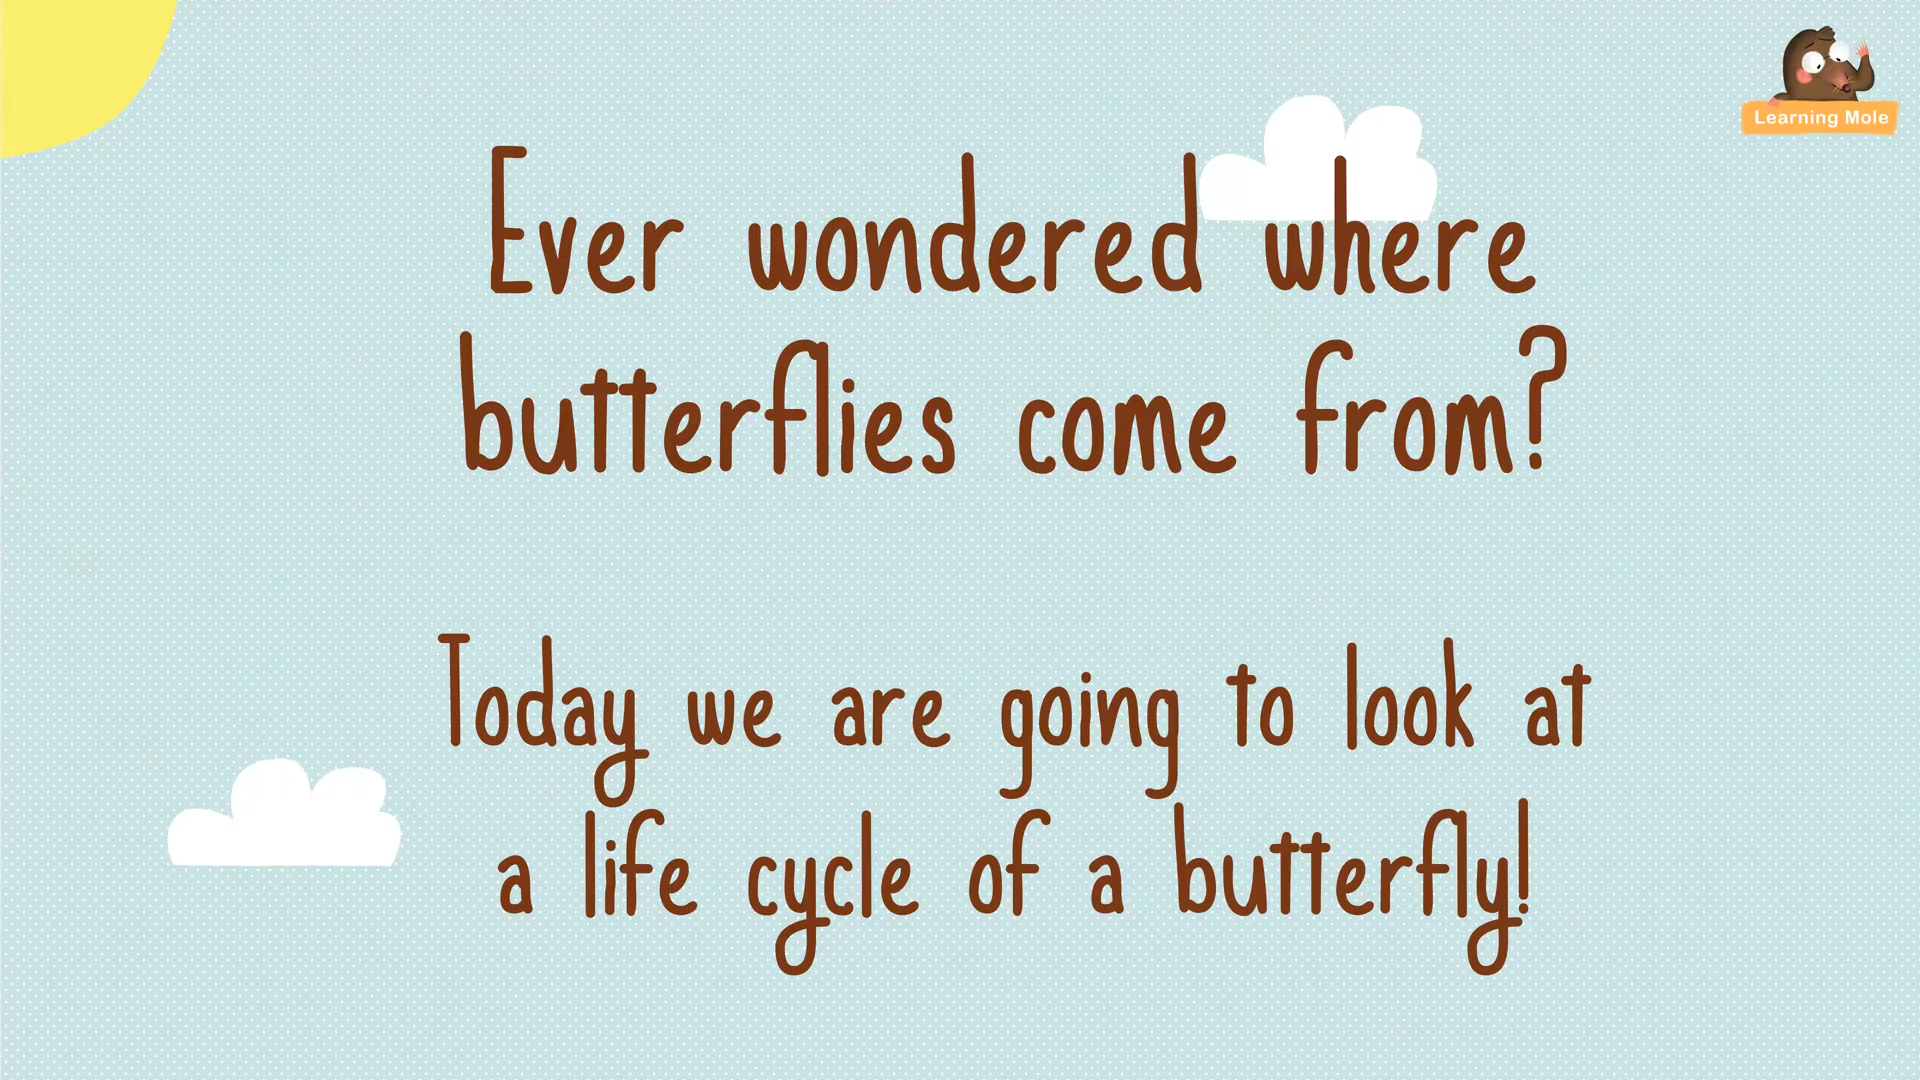 Learning Mole
Ever wondered where
butterflies come from?
Today we are going to look at
a life cycle of a butterfly!